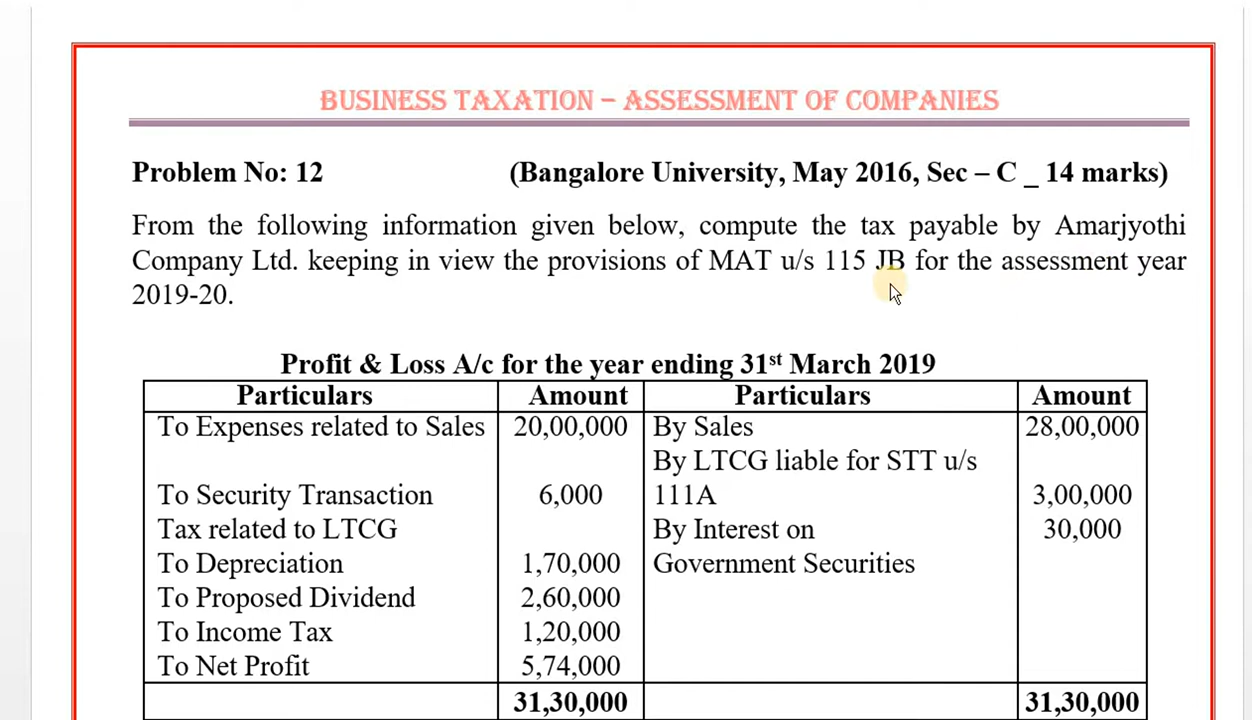 BUSINESS TAXATION – ASSESSMENT OF COMPANIES
Problem No: 12 (Bangalore University, May 2016, Sec – C _ 14 marks)
From the following information given below, compute the tax payable by Amarjyothi
Company Ltd. keeping in view the provisions of MAT u/s 115 JB for the assessment year
2019-20.
Profit & Loss A/c for the year ending 31st March 2019
Particulars Amount Particulars Amount
To Expenses related to Sales 20,00,000 By Sales 28,00,000
By LTCG liable for STT u/s
To Security Transaction 6,000 111A 3,00,000
Tax related to LTCG By Interest on 30,000
To Depreciation 1,70,000 Government Securities
To Proposed Dividend 2,60,000
To Income Tax 1,20,000
To Net Profit 5,74,000
31,30,000 31,30,000